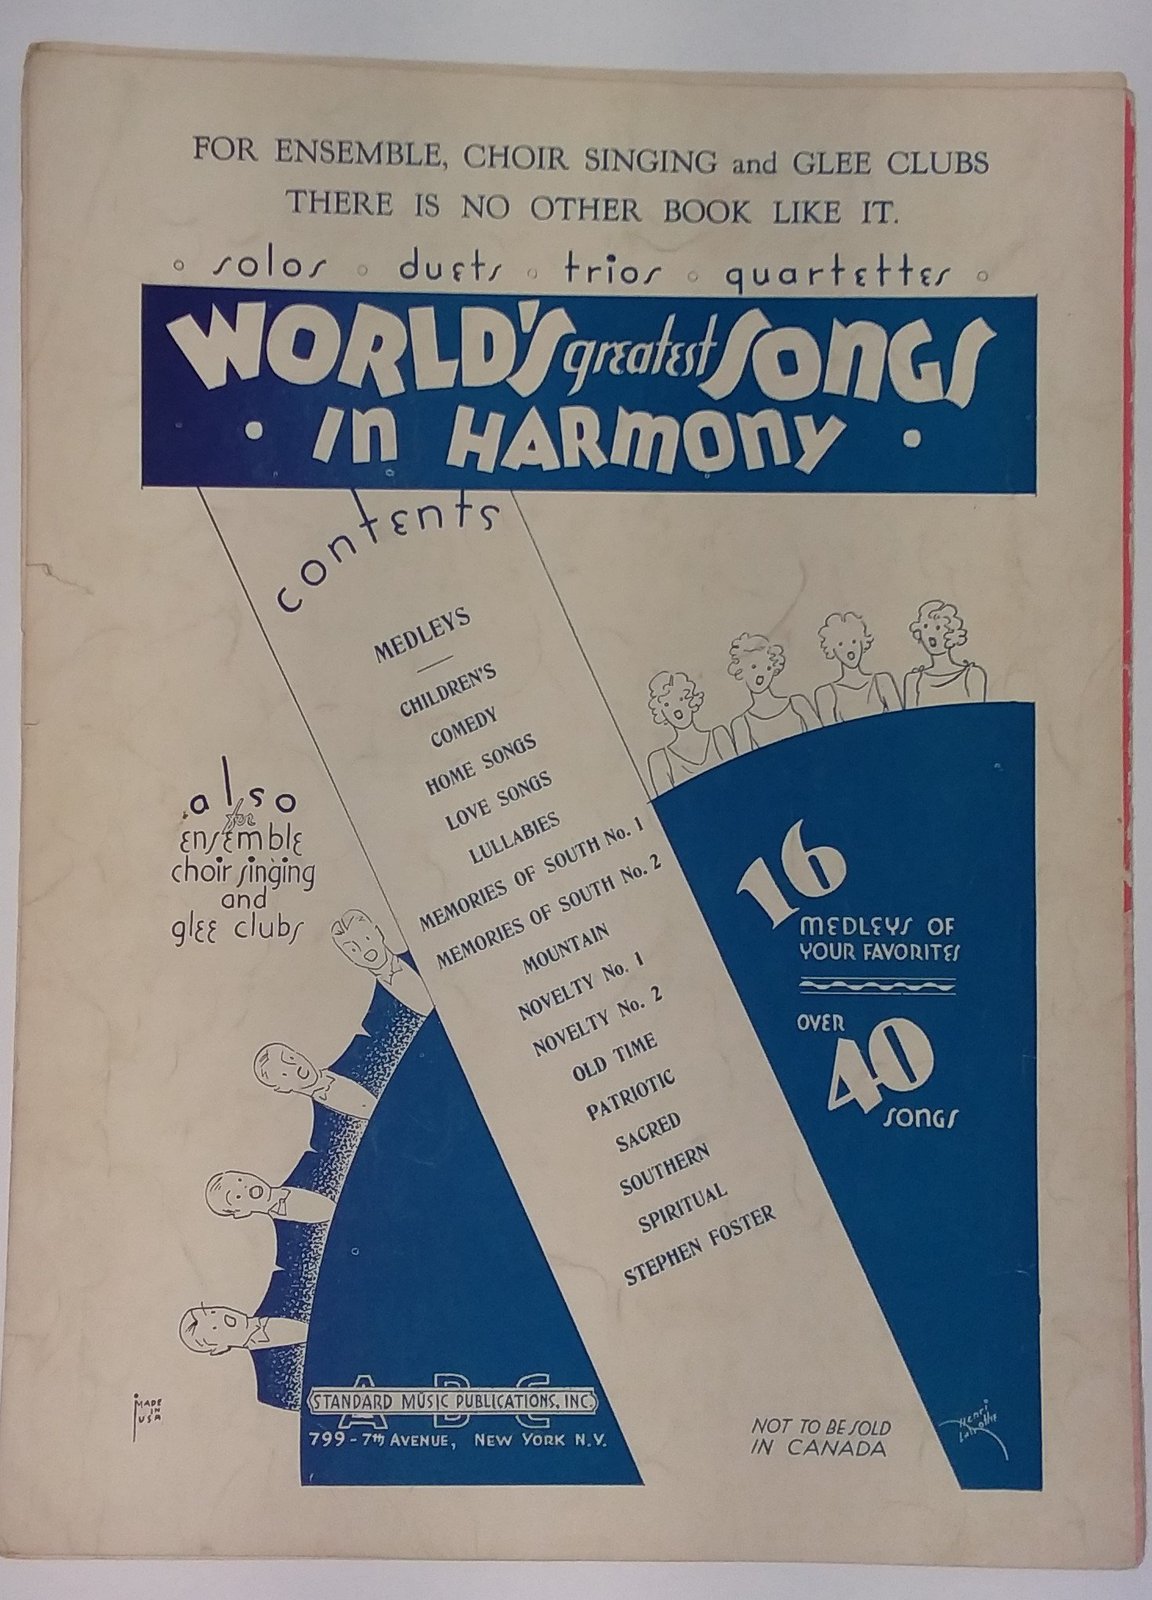 FOR ENSEMBLE, CHOIR SINGING and GLEE CLUBS
THERE IS NO OTHER BOOK LIKE IT.
solos duets trios quartettes
WORLD'S greatest SONGS
IN HARMONY
contents
MEDLEYS
CHILDREN'S
COMEDY
HOME SONGS
LOVE SONGS
LULLABIES
MEMORIES OF SOUTH No. 1
MEMORIES OF SOUTH No. 2
MOUNTAIN
NOVELTY No. 1
NOVELTY No. 2
OLD TIME
PATRIOTIC
SACRED
SOUTHERN
SPIRITUAL
STEPHEN FOSTER
also
for
ensemble
choir singing
and
glee clubs
16
MEDLEYS OF
YOUR FAVORITES
OVER
40
SONGS
ABC
STANDARD MUSIC PUBLICATIONS, INC.
799 - 7th AVENUE, NEW YORK N.Y.
MADE
IN
USA
NOT TO BE SOLD
IN CANADA
Henri